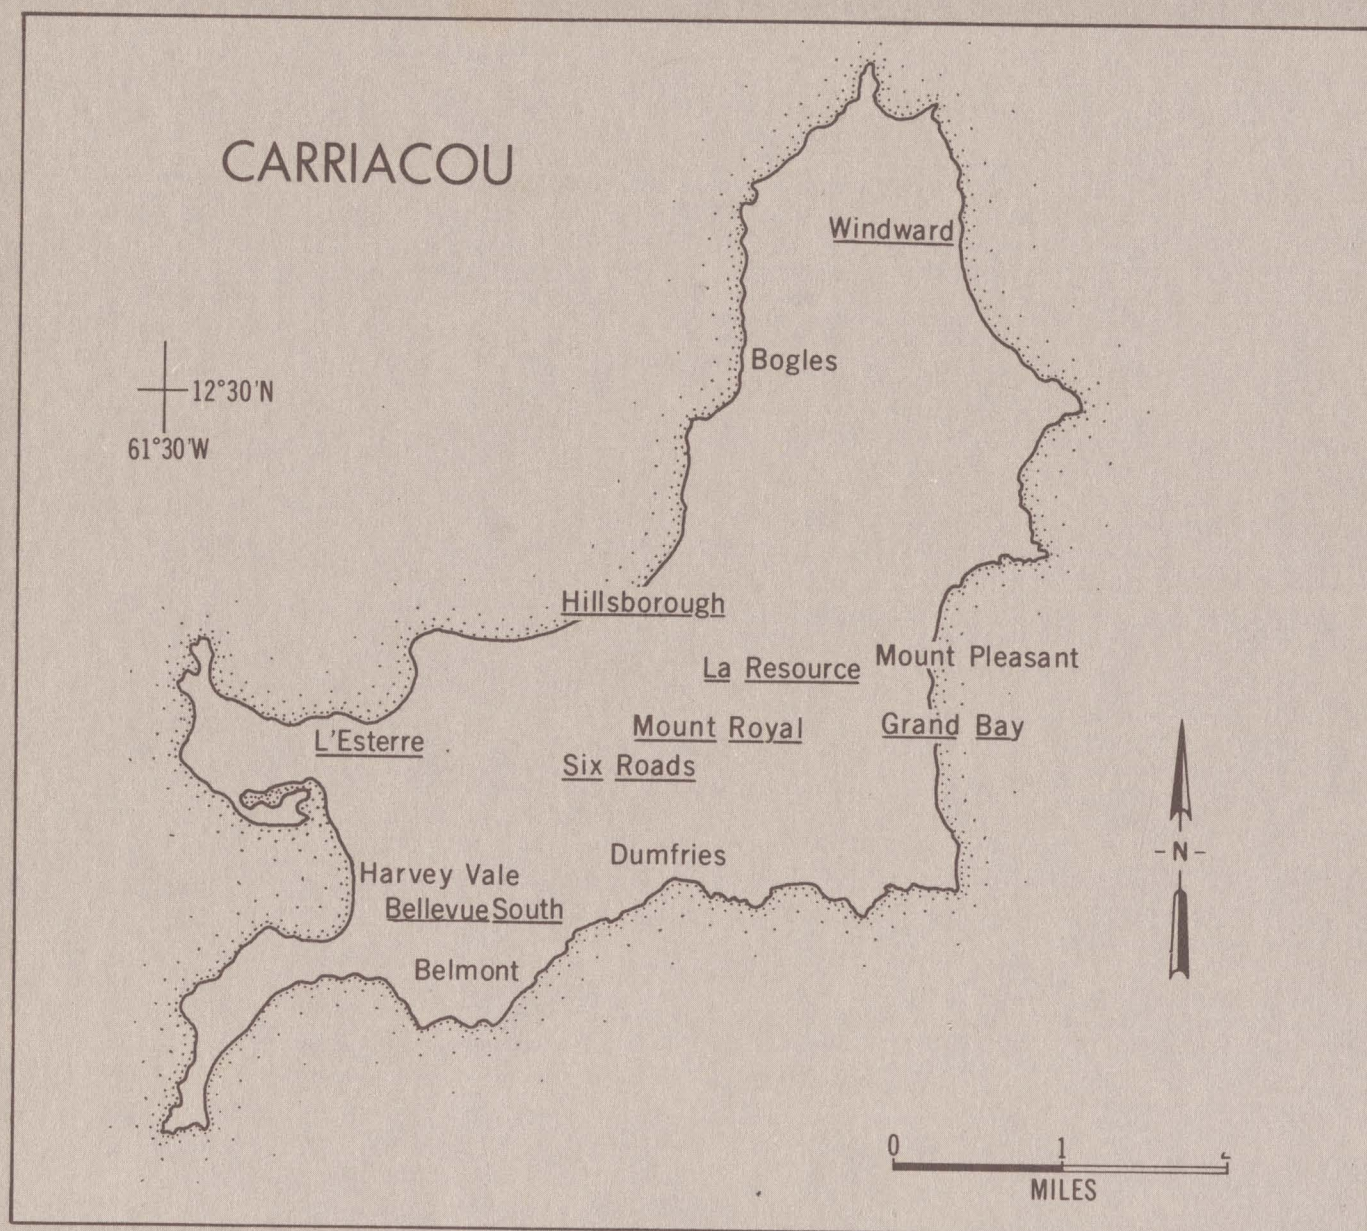 CARRIACOU
Windward
Bogles
12°30'N
61°30'W
Hillsborough
La Resource
Mount Pleasant
Mount Royal
Grand Bay
L'Esterre
Six Roads
Dumfries
Harvey Vale
Bellevue South
Belmont
N
0 1
MILES